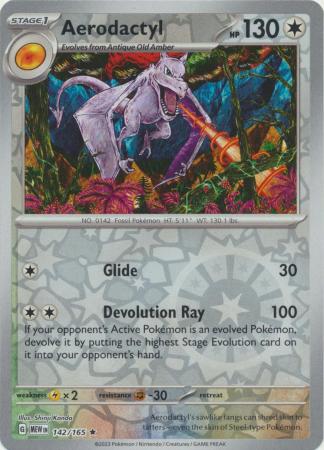 STAGE 1
Aerodactyl
HP 130
Evolves from Antique Old Amber
NO. 0142 Fossil Pokémon HT: 5'11" WT: 130.1 lbs.
Glide 30
Devolution Ray 100
If your opponent's Active Pokémon is an evolved Pokémon,
devolve it by putting the highest Stage Evolution card on
it into your opponent's hand.
weakness ×2 resistance -30 retreat
Illus. Shiny Kondo
G MEW EN 142/165
Aerodactyl's sawlike fangs can shred skin to
tatters—even the skin of Steel-type Pokémon.
©2023 Pokémon / Nintendo / Creatures / GAME FREAK